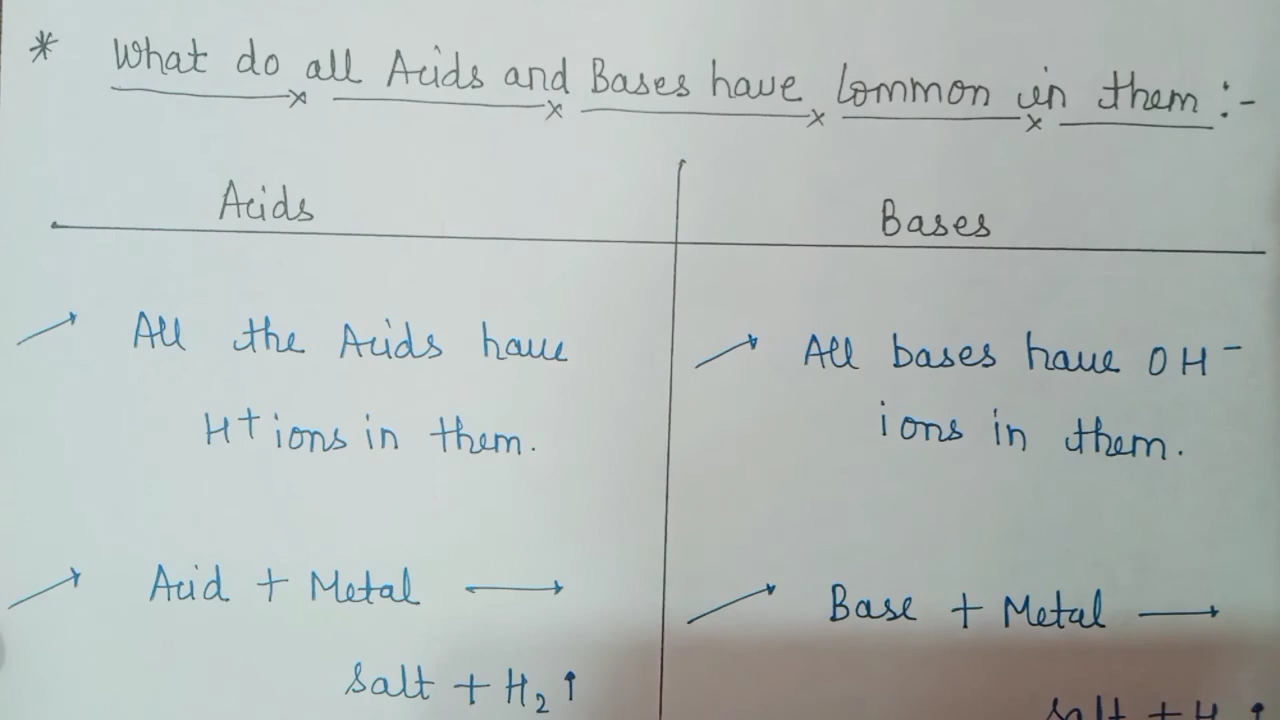 * What do all Acids and Bases have Common in them :-
Acids
All the Acids have
H⁺ ions in them.
Acid + Metal ⟶
Salt + H₂ ↑
Bases
All bases have OH⁻
ions in them.
Base + Metal ⟶
Salt + H